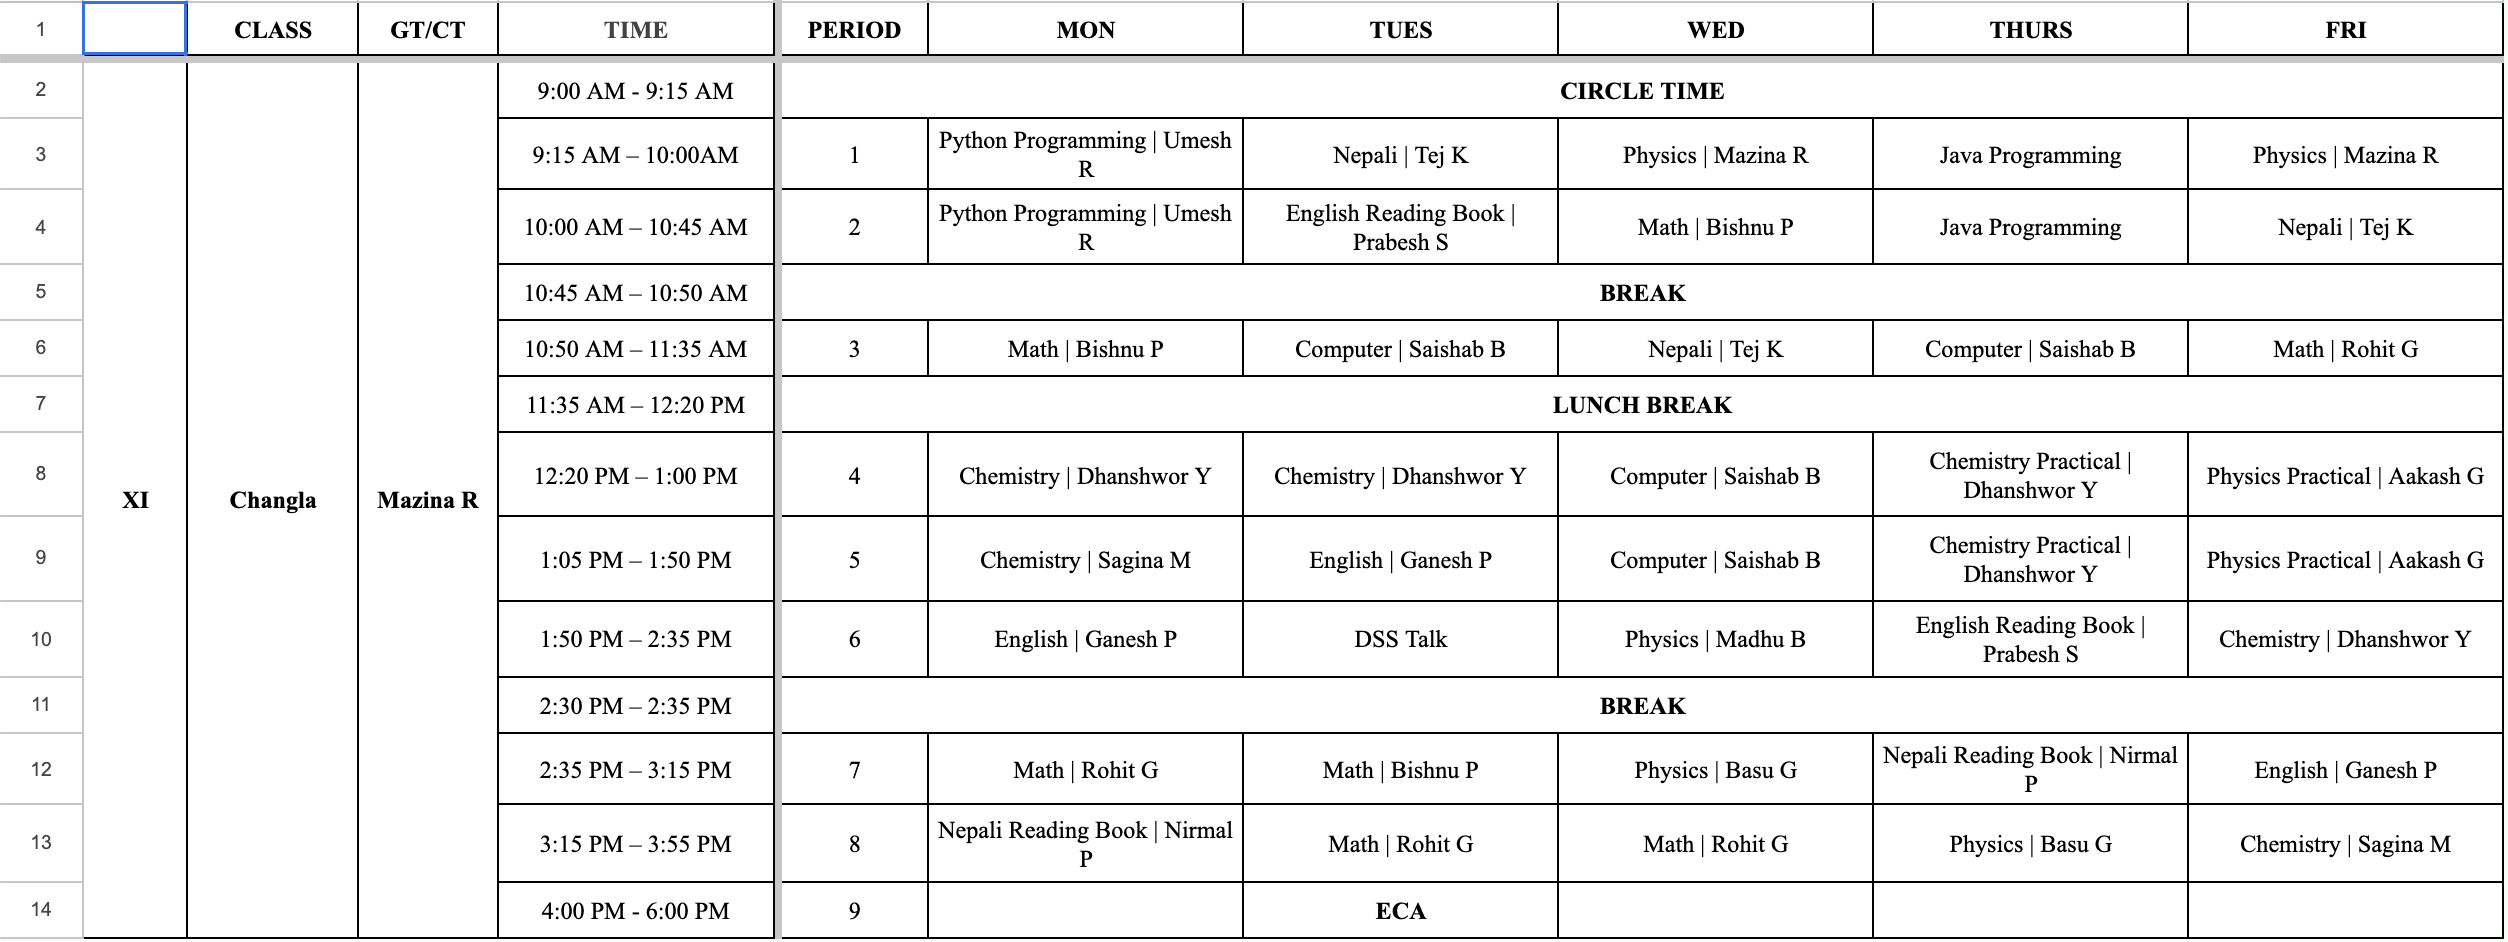 1 CLASS GT/CT TIME PERIOD MON TUES WED THURS FRI
2 9:00 AM - 9:15 AM CIRCLE TIME
3 9:15 AM – 10:00AM 1 Python Programming | Umesh R Nepali | Tej K Physics | Mazina R Java Programming Physics | Mazina R
4 10:00 AM – 10:45 AM 2 Python Programming | Umesh R English Reading Book | Prabesh S Math | Bishnu P Java Programming Nepali | Tej K
5 10:45 AM – 10:50 AM BREAK
6 10:50 AM – 11:35 AM 3 Math | Bishnu P Computer | Saishab B Nepali | Tej K Computer | Saishab B Math | Rohit G
7 11:35 AM – 12:20 PM LUNCH BREAK
8 12:20 PM – 1:00 PM 4 Chemistry | Dhanshwor Y Chemistry | Dhanshwor Y Computer | Saishab B Chemistry Practical | Dhanshwor Y Physics Practical | Aakash G
XI Changla Mazina R
9 1:05 PM – 1:50 PM 5 Chemistry | Sagina M English | Ganesh P Computer | Saishab B Chemistry Practical | Dhanshwor Y Physics Practical | Aakash G
10 1:50 PM – 2:35 PM 6 English | Ganesh P DSS Talk Physics | Madhu B English Reading Book | Prabesh S Chemistry | Dhanshwor Y
11 2:30 PM – 2:35 PM BREAK
12 2:35 PM – 3:15 PM 7 Math | Rohit G Math | Bishnu P Physics | Basu G Nepali Reading Book | Nirmal P English | Ganesh P
13 3:15 PM – 3:55 PM 8 Nepali Reading Book | Nirmal P Math | Rohit G Math | Rohit G Physics | Basu G Chemistry | Sagina M
14 4:00 PM - 6:00 PM 9 ECA